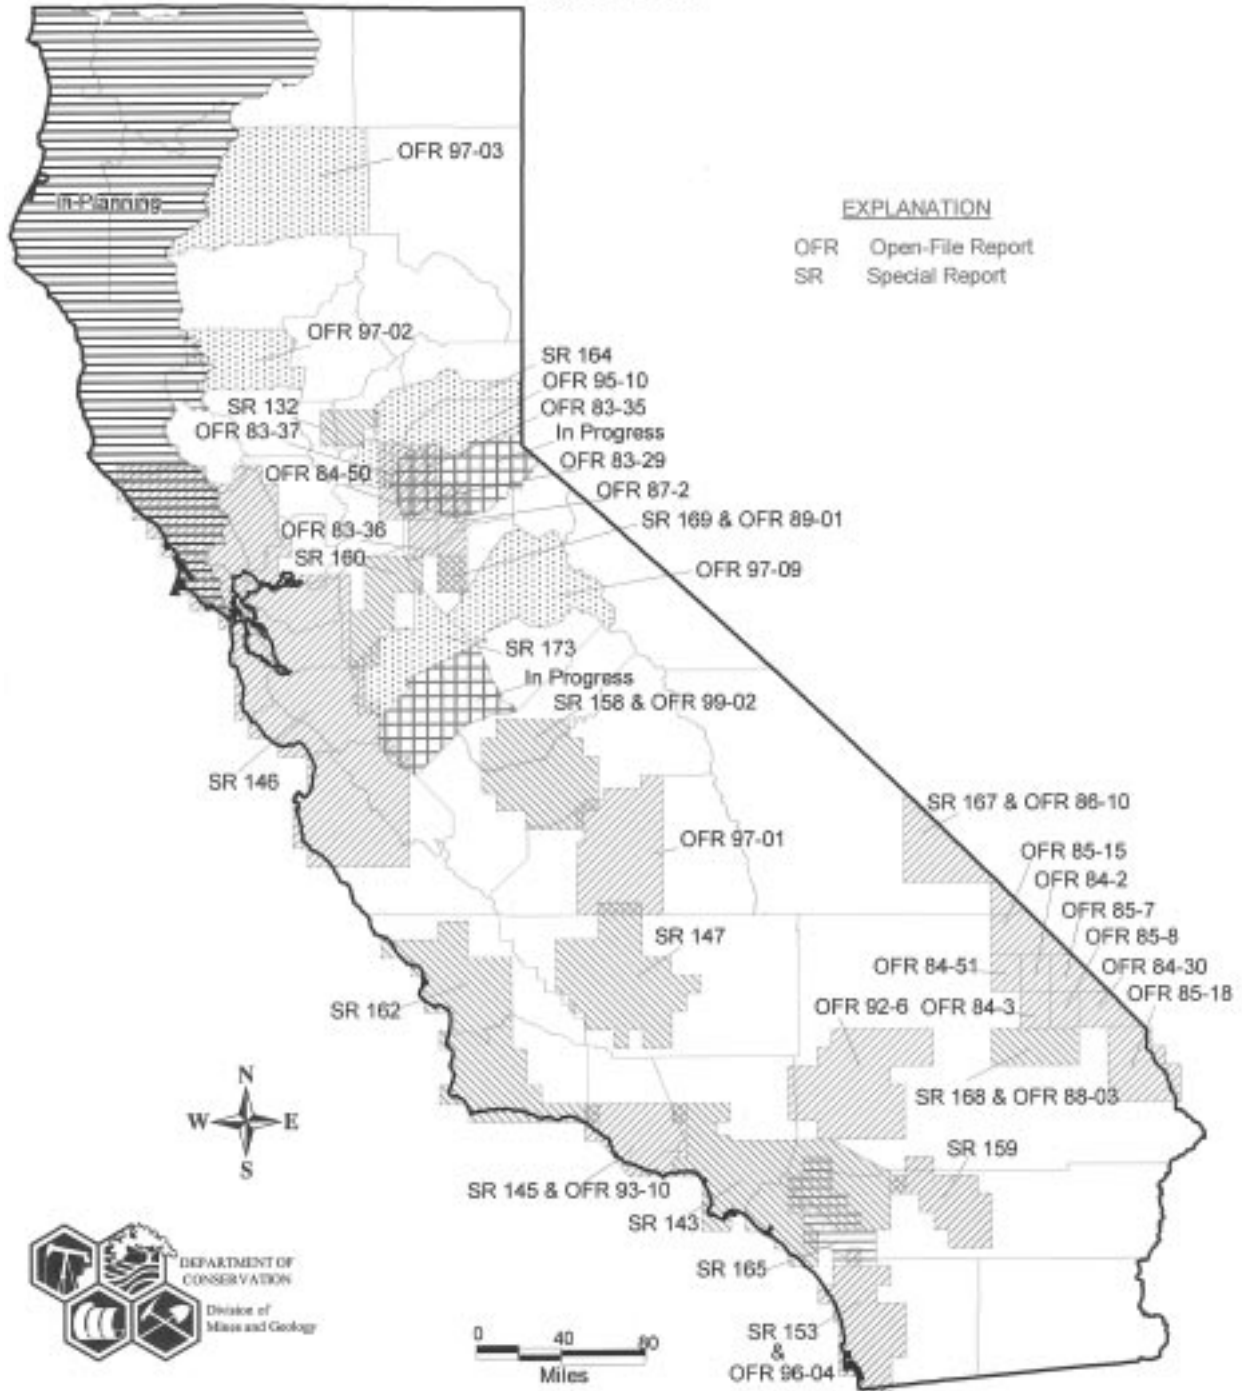 OFR 97-03
In-Planning
EXPLANATION
OFR Open-File Report
SR Special Report
OFR 97-02
SR 164
OFR 95-10
SR 132
OFR 83-35
OFR 83-37
In Progress
OFR 84-50
OFR 83-29
OFR 87-2
SR 169 & OFR 89-01
OFR 83-36
SR 160
OFR 97-09
SR 173
In Progress
SR 158 & OFR 99-02
SR 146
SR 167 & OFR 86-10
OFR 97-01
OFR 85-15
OFR 84-2
OFR 85-7
SR 147
OFR 85-8
OFR 84-51
OFR 84-30
OFR 85-18
SR 162
OFR 92-6
OFR 84-3
N
W E
S
SR 168 & OFR 88-03
SR 159
SR 145 & OFR 93-10
SR 143
DEPARTMENT OF
CONSERVATION
SR 165
Division of
Mines and Geology
0 40 80
Miles
SR 153
&
OFR 96-04